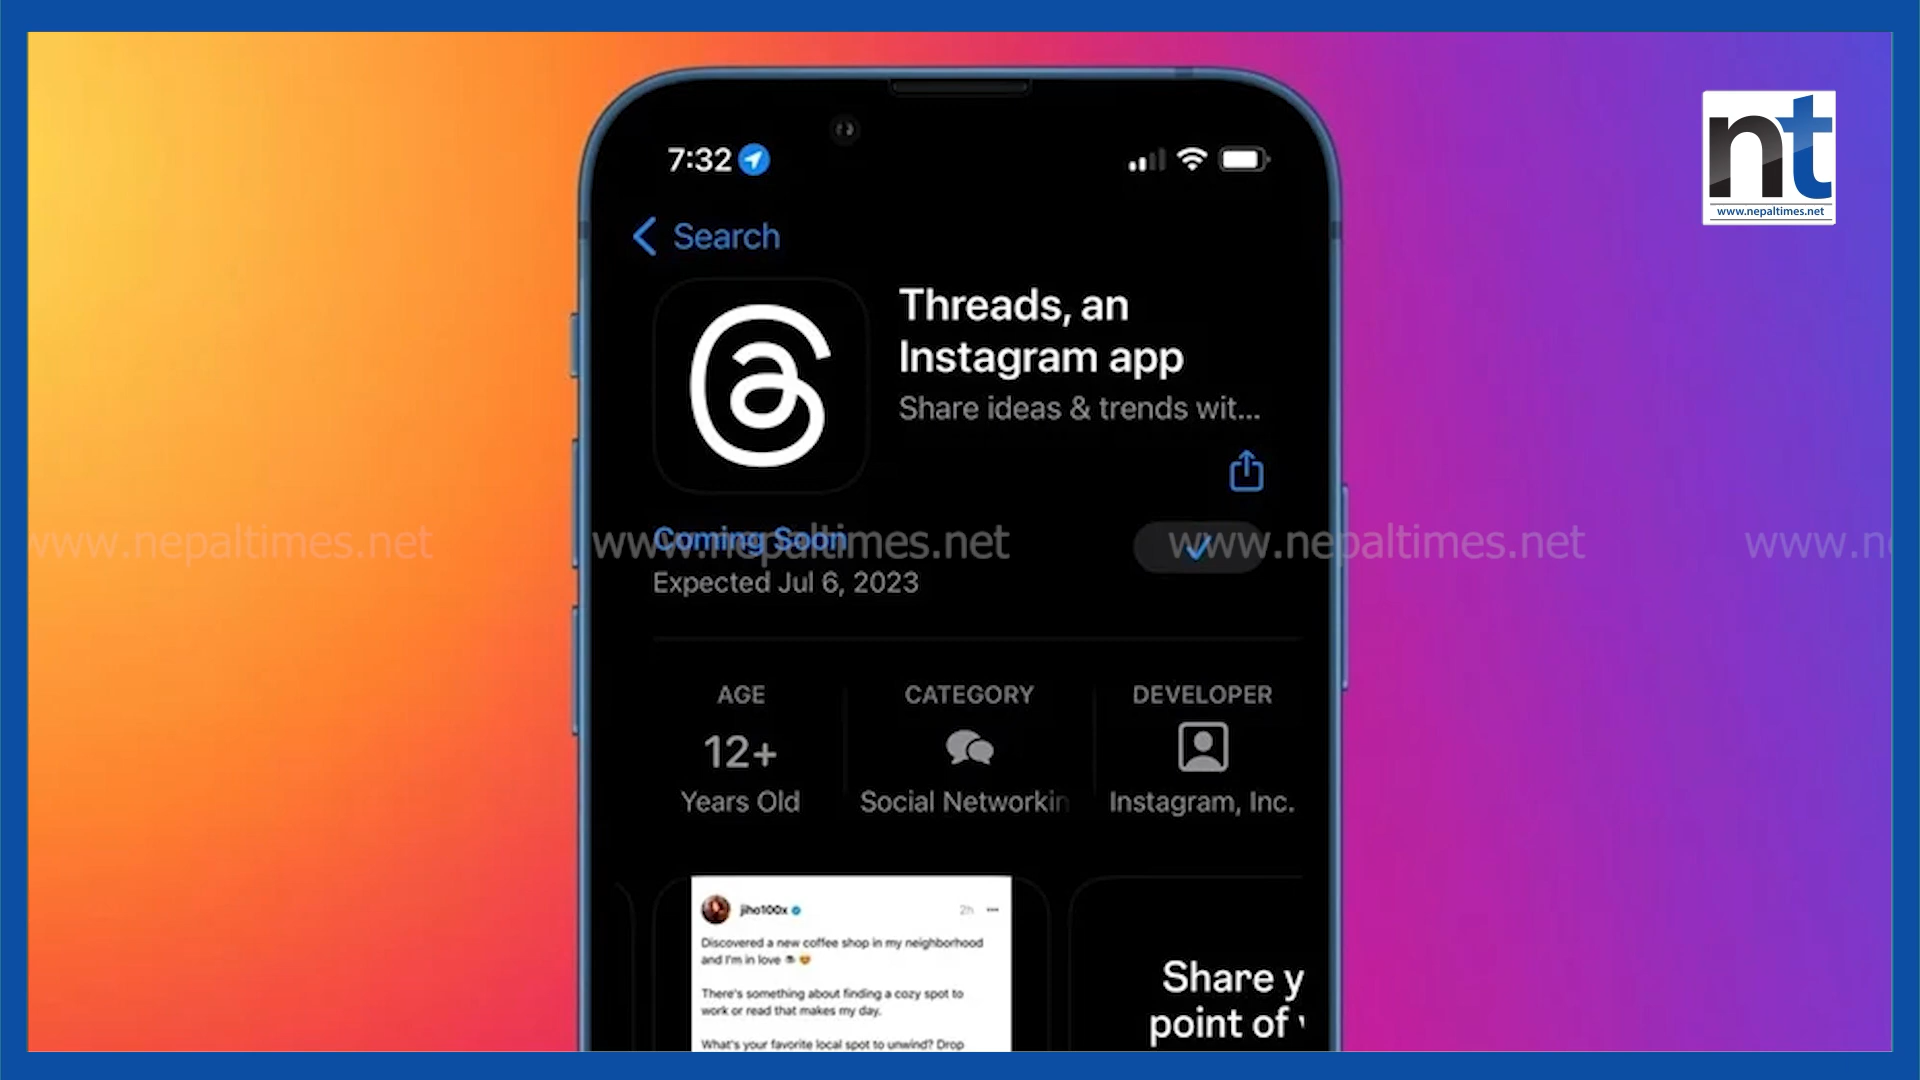 nt
www.nepaltimes.net
7:32
Search
Threads, an
Instagram app
Share ideas & trends wit...
www.nepaltimes.net
www.nepaltimes.net
www.nepaltimes.net
www.n
Coming Soon
Expected Jul 6, 2023
AGE
CATEGORY
DEVELOPER
12+
Years Old
Social Networkin
Instagram, Inc.
jiho100x
2h
Discovered a new coffee shop in my neighborhood
and I'm in love ☕😍
There's something about finding a cozy spot to
work or read that makes my day.
What's your favorite local spot to unwind? Drop
Share y
point of